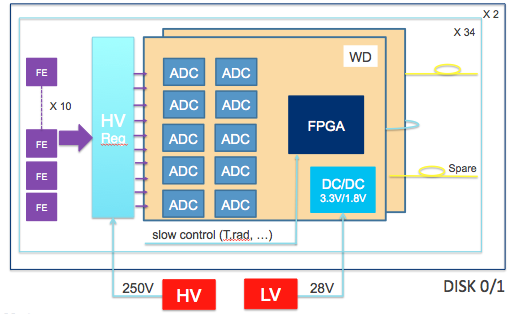 X 2
X 34
WD
FE
X 10
FE
FE
FE
HV
Reg
ADC ADC
ADC ADC
ADC ADC
ADC ADC
ADC ADC
FPGA
DC/DC
3.3V/1.8V
Spare
slow control (T,rad, ...)
250V
HV
LV
28V
DISK 0/1